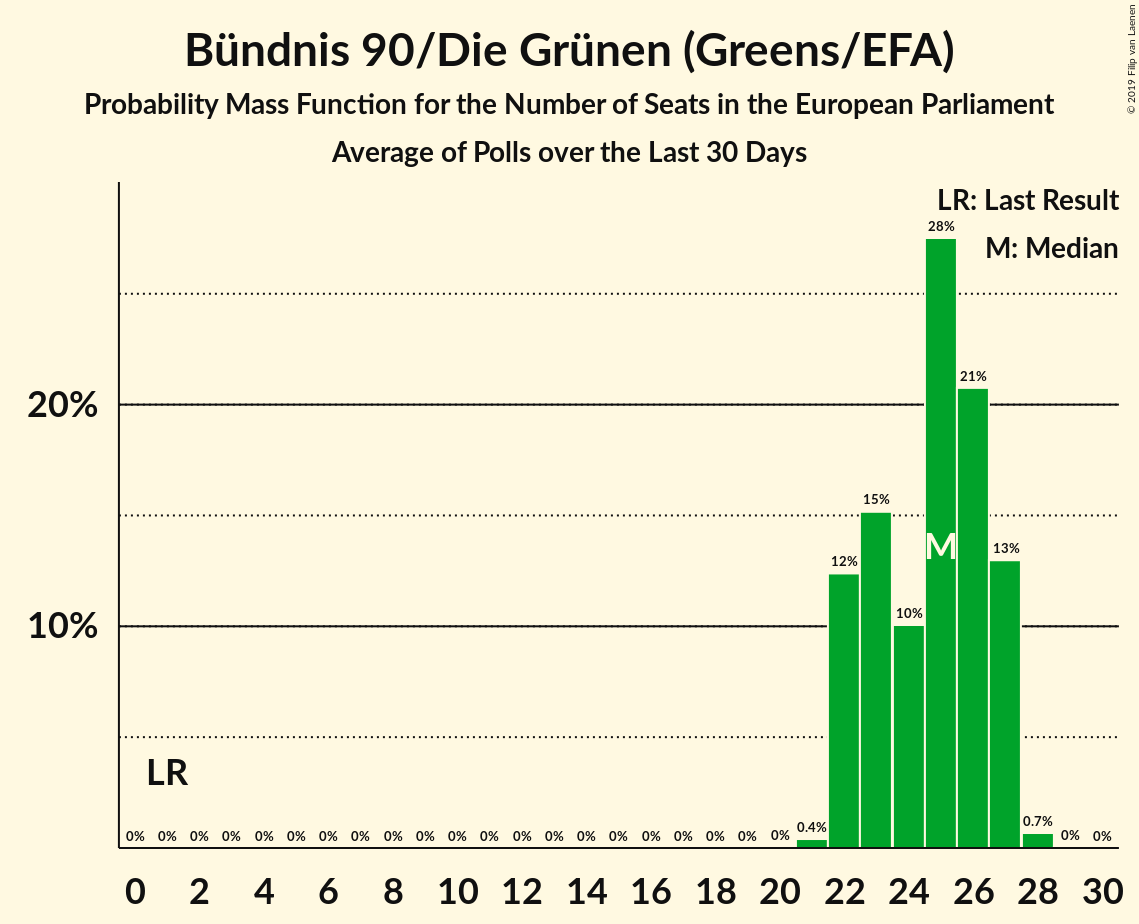 Bündnis 90/Die Grünen (Greens/EFA)
Probability Mass Function for the Number of Seats in the European Parliament
Average of Polls over the Last 30 Days
© 2019 Filip van Laenen
LR: Last Result
M: Median
28%
21%
20%
15%
M
13%
12%
10%
10%
LR
0% 0% 0% 0% 0% 0% 0% 0% 0% 0% 0% 0% 0% 0% 0% 0% 0% 0% 0% 0% 0% 0.4% 0.7% 0% 0%
0 2 4 6 8 10 12 14 16 18 20 22 24 26 28 30